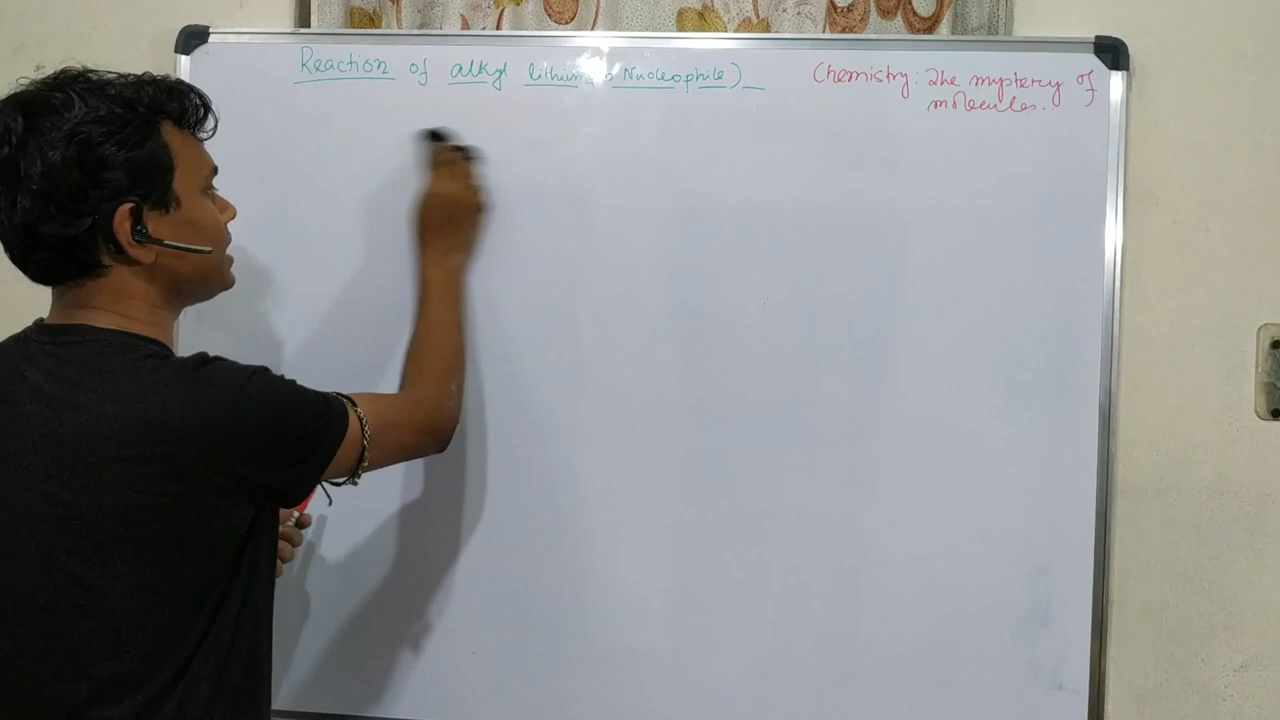 Reaction of alkyl lithium Nucleophile)
Chemistry: The mystery of
molecules.